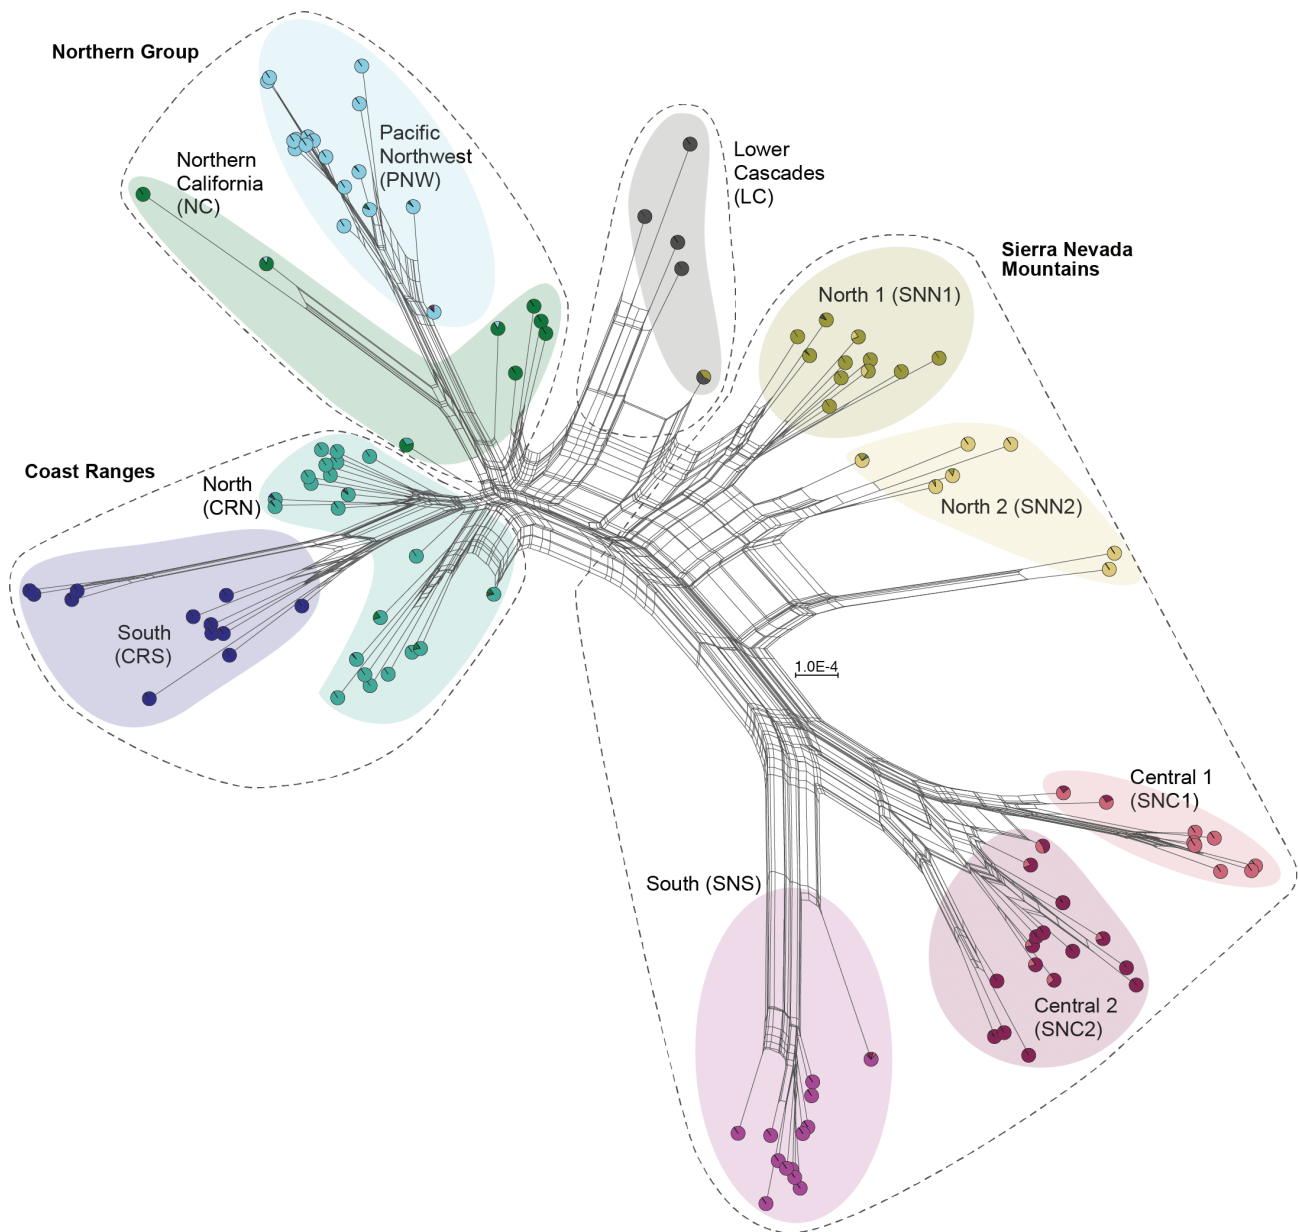 Northern Group
Pacific
Northwest
(PNW)
Northern
California
(NC)
Lower
Cascades
(LC)
Sierra Nevada
Mountains
North 1 (SNN1)
Coast Ranges
North
(CRN)
North 2 (SNN2)
South
(CRS)
1.0E-4
Central 1
(SNC1)
South (SNS)
Central 2
(SNC2)